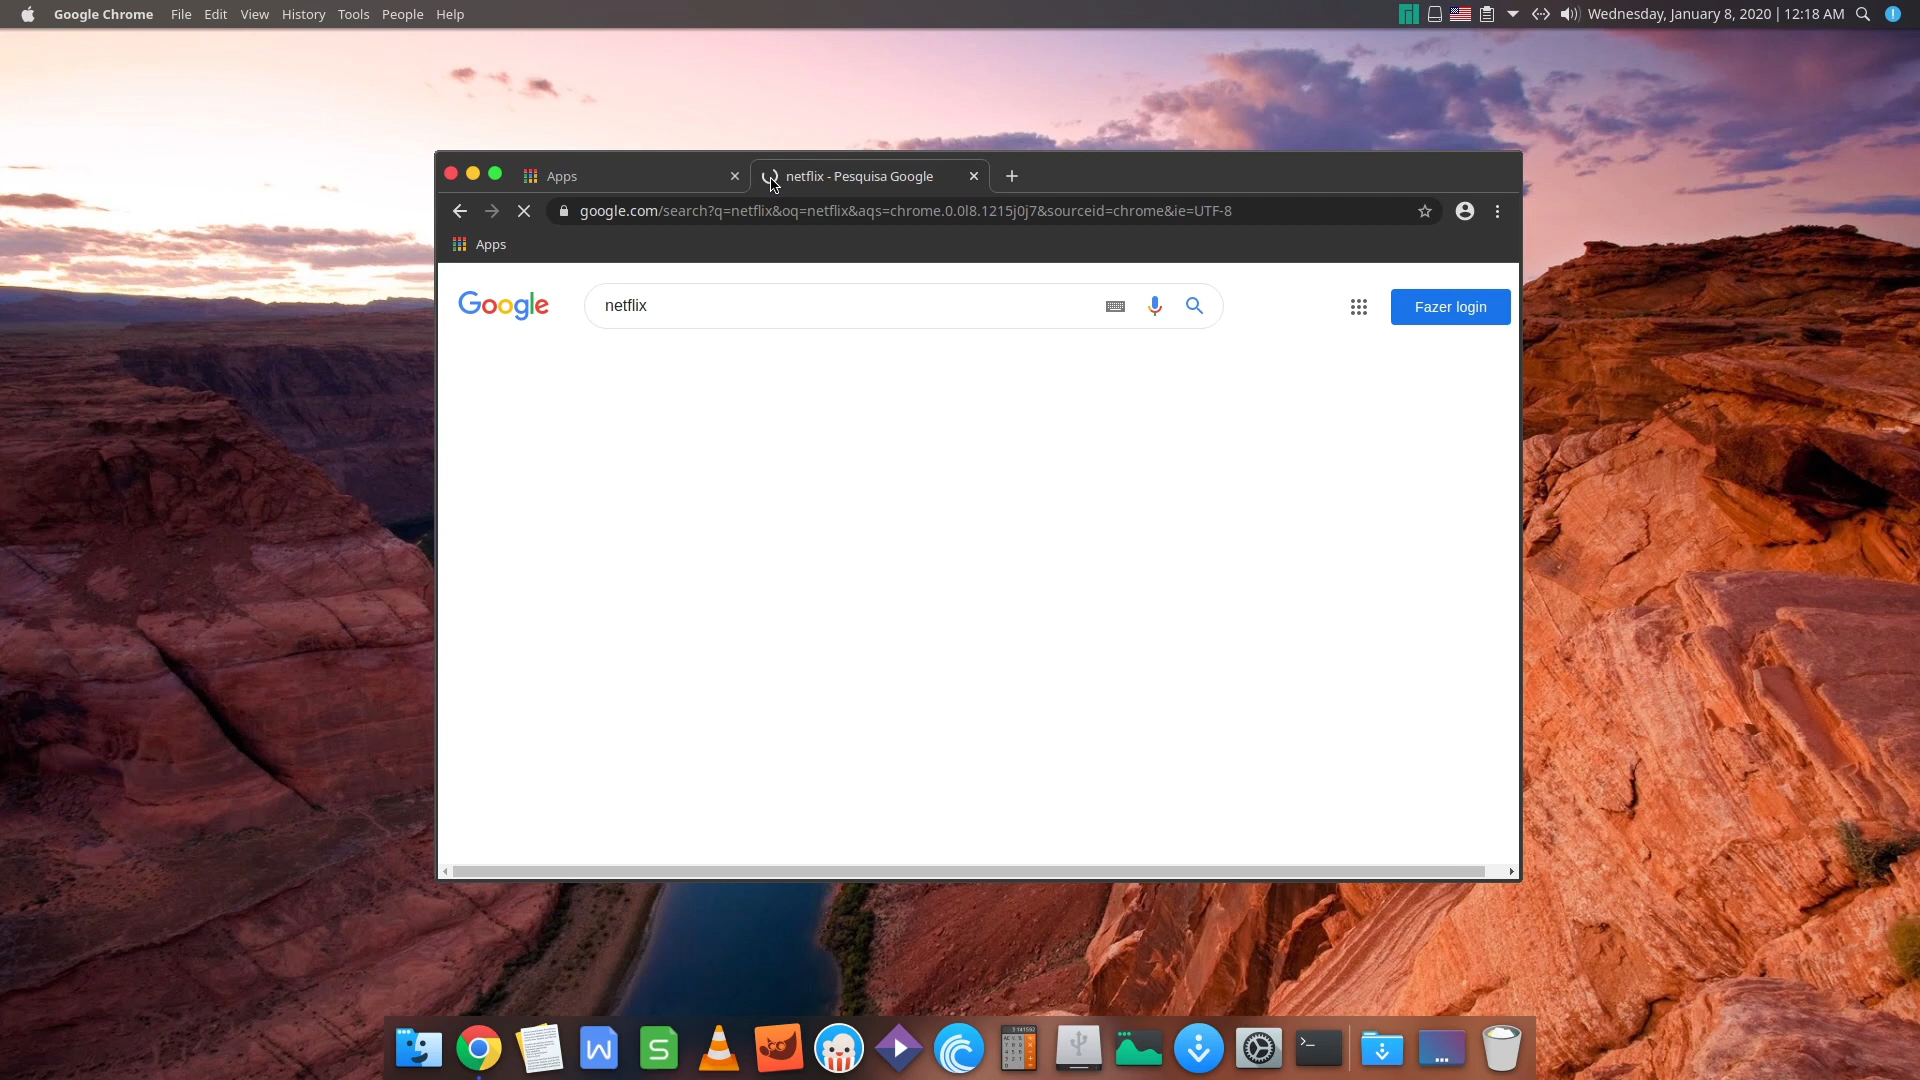 Google Chrome File Edit View History Tools People Help
Wednesday, January 8, 2020 | 12:18 AM
Apps
netflix - Pesquisa Google
google.com/search?q=netflix&oq=netflix&aqs=chrome.0.0l8.1215j0j7&sourceid=chrome&ie=UTF-8
Apps
Google
netflix
Fazer login